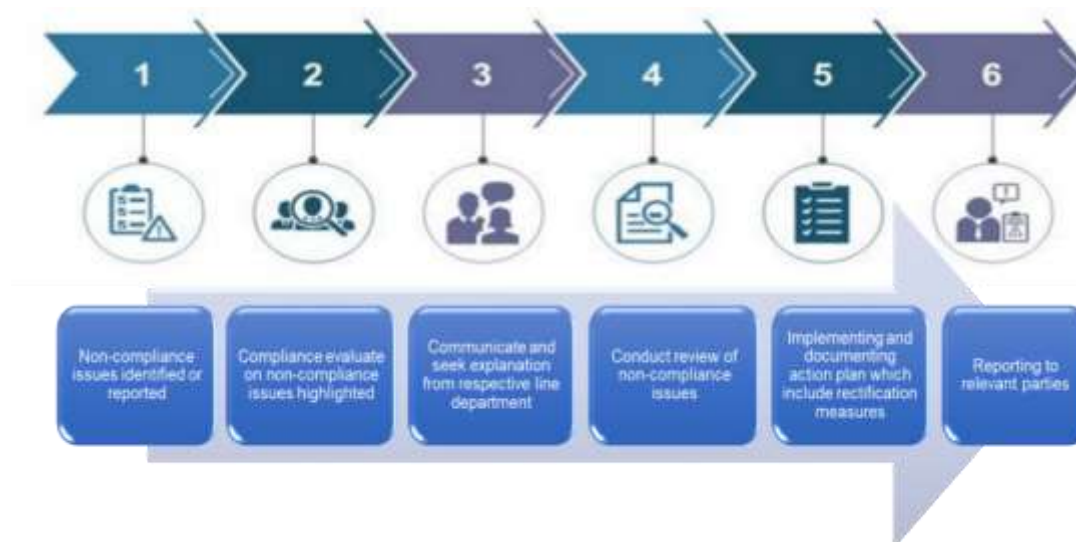 1
2
3
4
5
6
Non-compliance
issues identified or
reported
Compliance evaluate
on non-compliance
issues highlighted
Communicate and
seek explanation
from respective line
department
Conduct review of
non-compliance
issues
Implementing and
documenting
action plan which
include rectification
measures
Reporting to
relevant parties